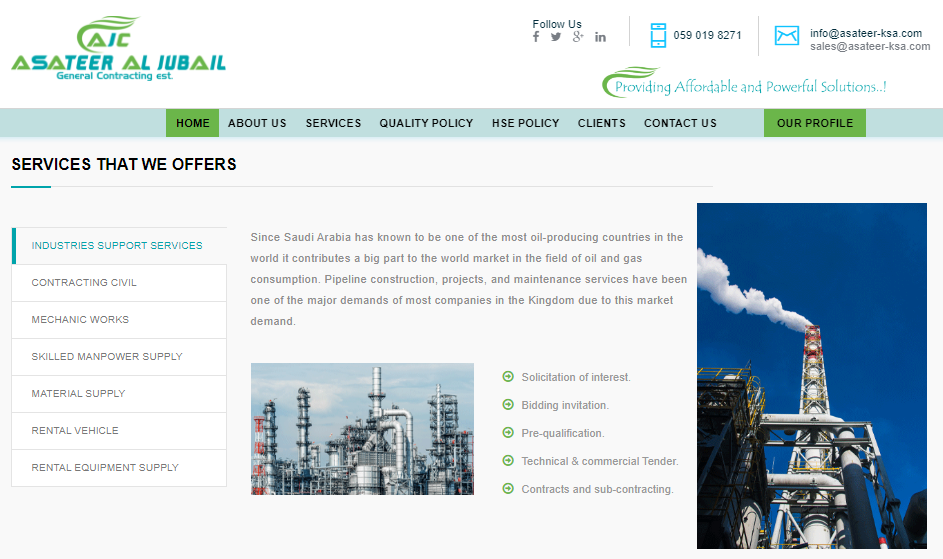 AJC
ASATEER AL JUBAIL
General Contracting est.
Follow Us
059 019 8271
info@asateer-ksa.com
sales@asateer-ksa.com
Providing Affordable and Powerful Solutions..!
HOME ABOUT US SERVICES QUALITY POLICY HSE POLICY CLIENTS CONTACT US OUR PROFILE
SERVICES THAT WE OFFERS
INDUSTRIES SUPPORT SERVICES
CONTRACTING CIVIL
MECHANIC WORKS
SKILLED MANPOWER SUPPLY
MATERIAL SUPPLY
RENTAL VEHICLE
RENTAL EQUIPMENT SUPPLY
Since Saudi Arabia has known to be one of the most oil-producing countries in the
world it contributes a big part to the world market in the field of oil and gas
consumption. Pipeline construction, projects, and maintenance services have been
one of the major demands of most companies in the Kingdom due to this market
demand.
Solicitation of interest.
Bidding invitation.
Pre-qualification.
Technical & commercial Tender.
Contracts and sub-contracting.